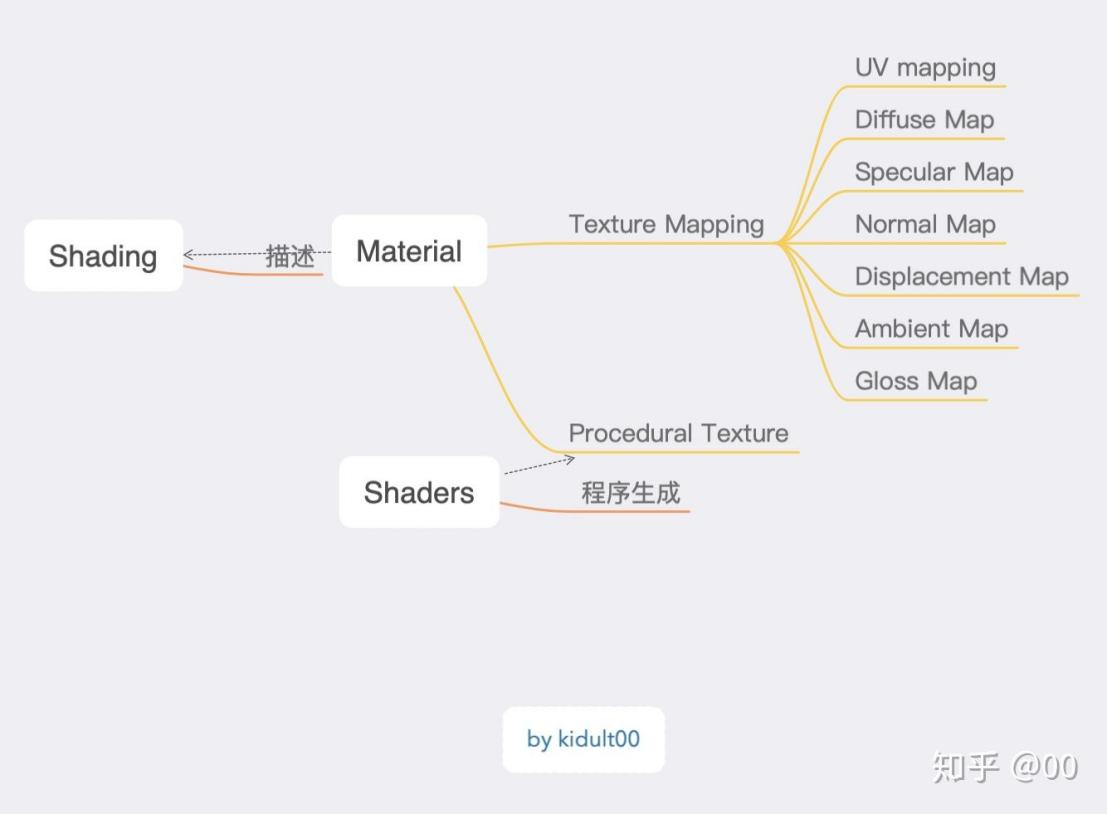 UV mapping
Diffuse Map
Specular Map
Texture Mapping
Normal Map
Shading
描述
Material
Displacement Map
Ambient Map
Gloss Map
Procedural Texture
Shaders
程序生成
by kidult00
知乎 @00